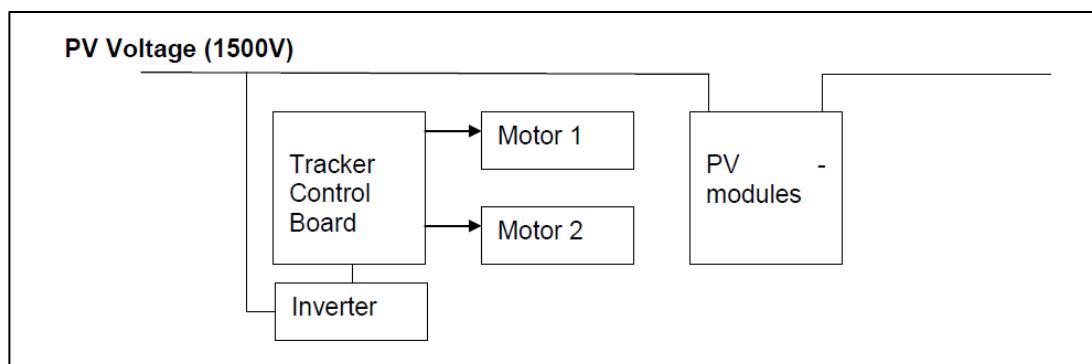 PV Voltage (1500V)
Motor 1
Tracker
Control
Board
PV -
modules
Motor 2
Inverter